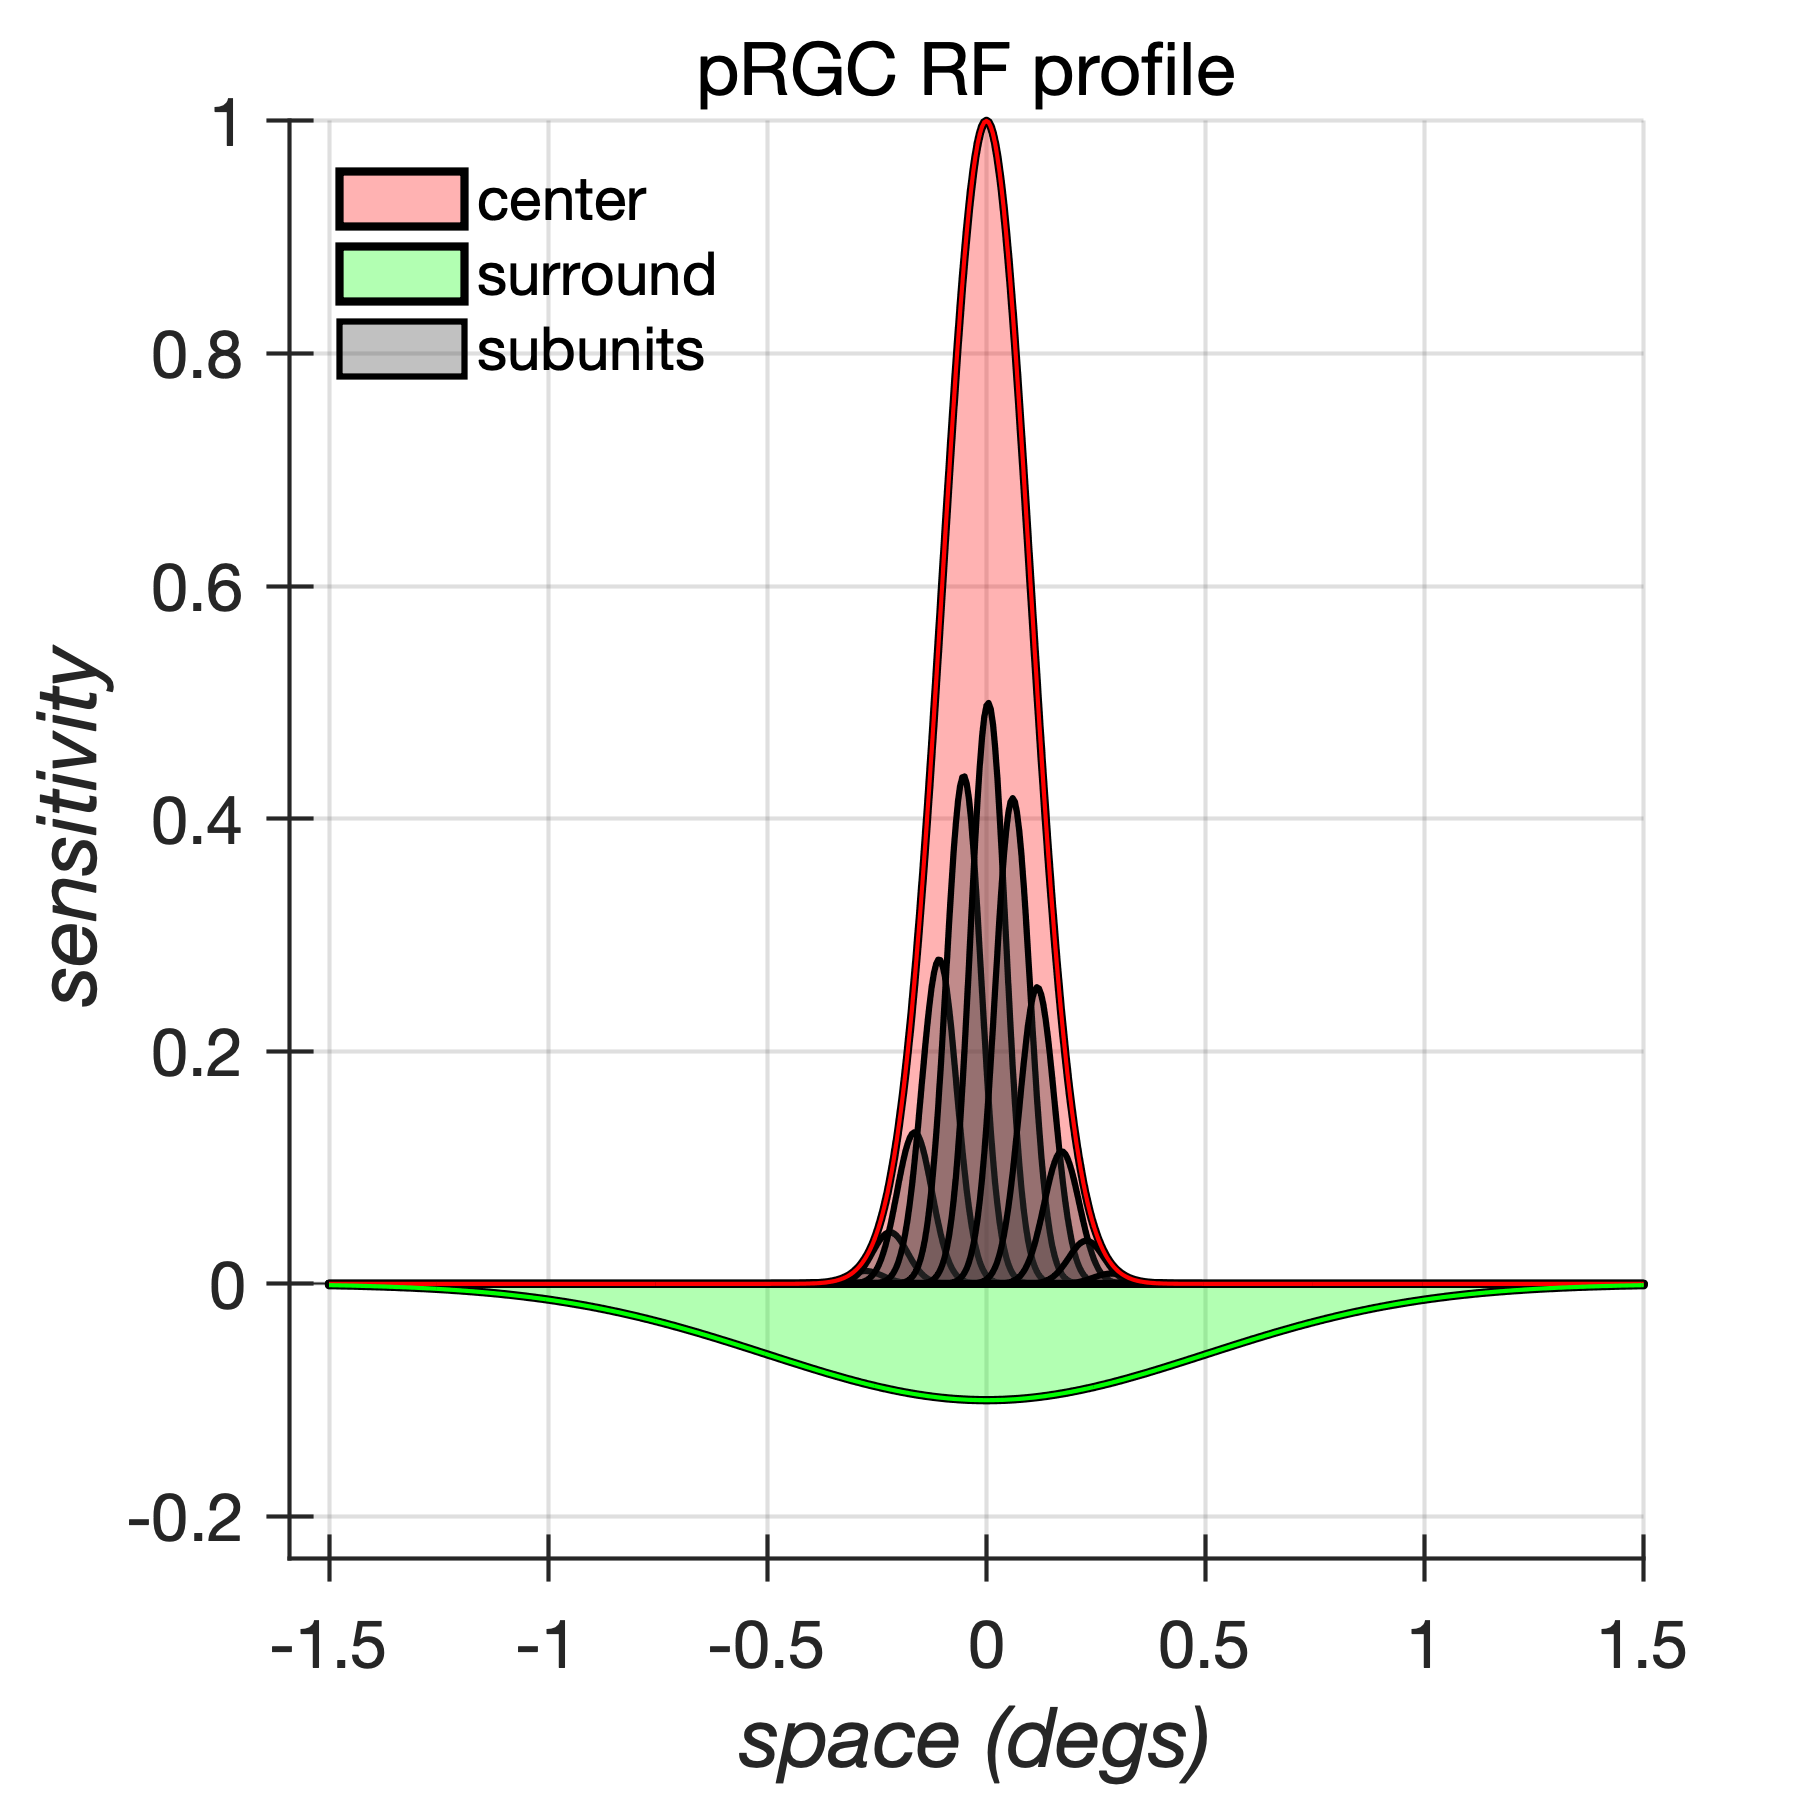 pRGC RF profile
1
0.8
0.6
0.4
0.2
0
-0.2
sensitivity
center
surround
subunits
-1.5 -1 -0.5 0 0.5 1 1.5
space (degs)